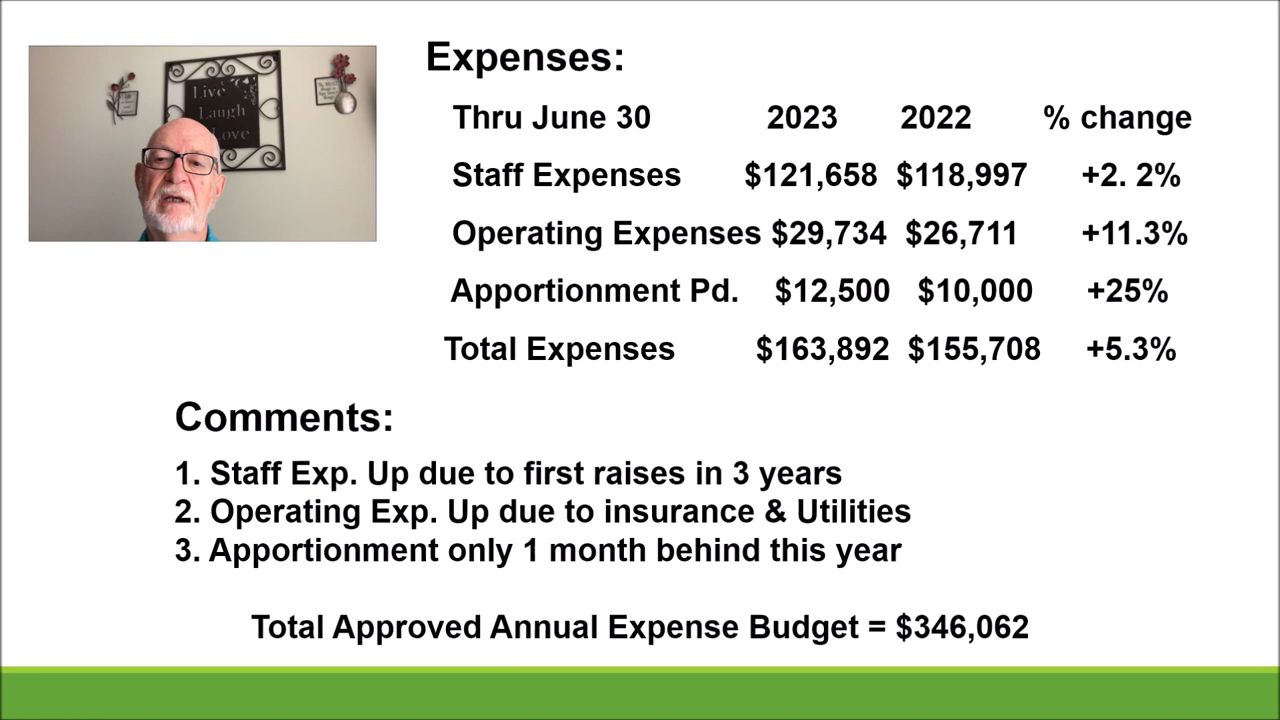 Live
Laugh
Love
Expenses:
Thru June 30 2023 2022 % change
Staff Expenses $121,658 $118,997 +2. 2%
Operating Expenses $29,734 $26,711 +11.3%
Apportionment Pd. $12,500 $10,000 +25%
Total Expenses $163,892 $155,708 +5.3%
Comments:
1. Staff Exp. Up due to first raises in 3 years
2. Operating Exp. Up due to insurance & Utilities
3. Apportionment only 1 month behind this year
Total Approved Annual Expense Budget = $346,062